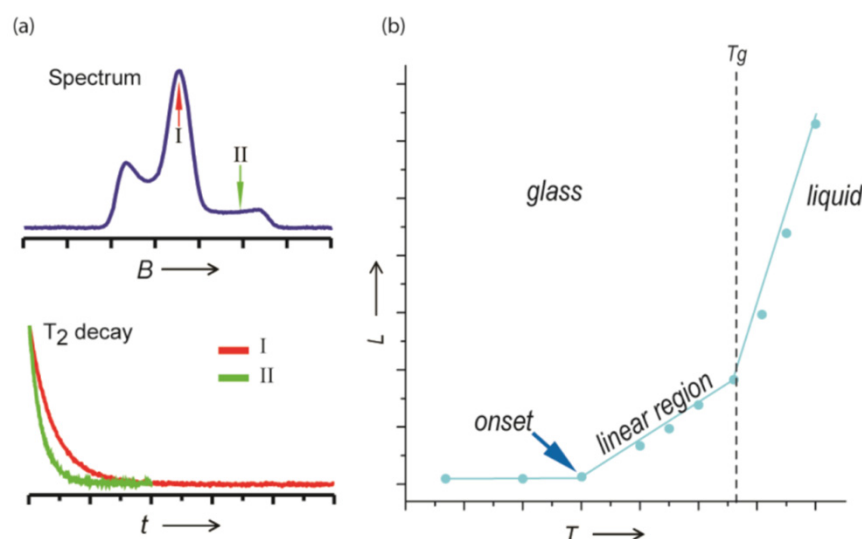 (a)
Spectrum
I
II
B
T2 decay
I
II
t
(b)
Tg
glass
liquid
L
onset
linear region
T